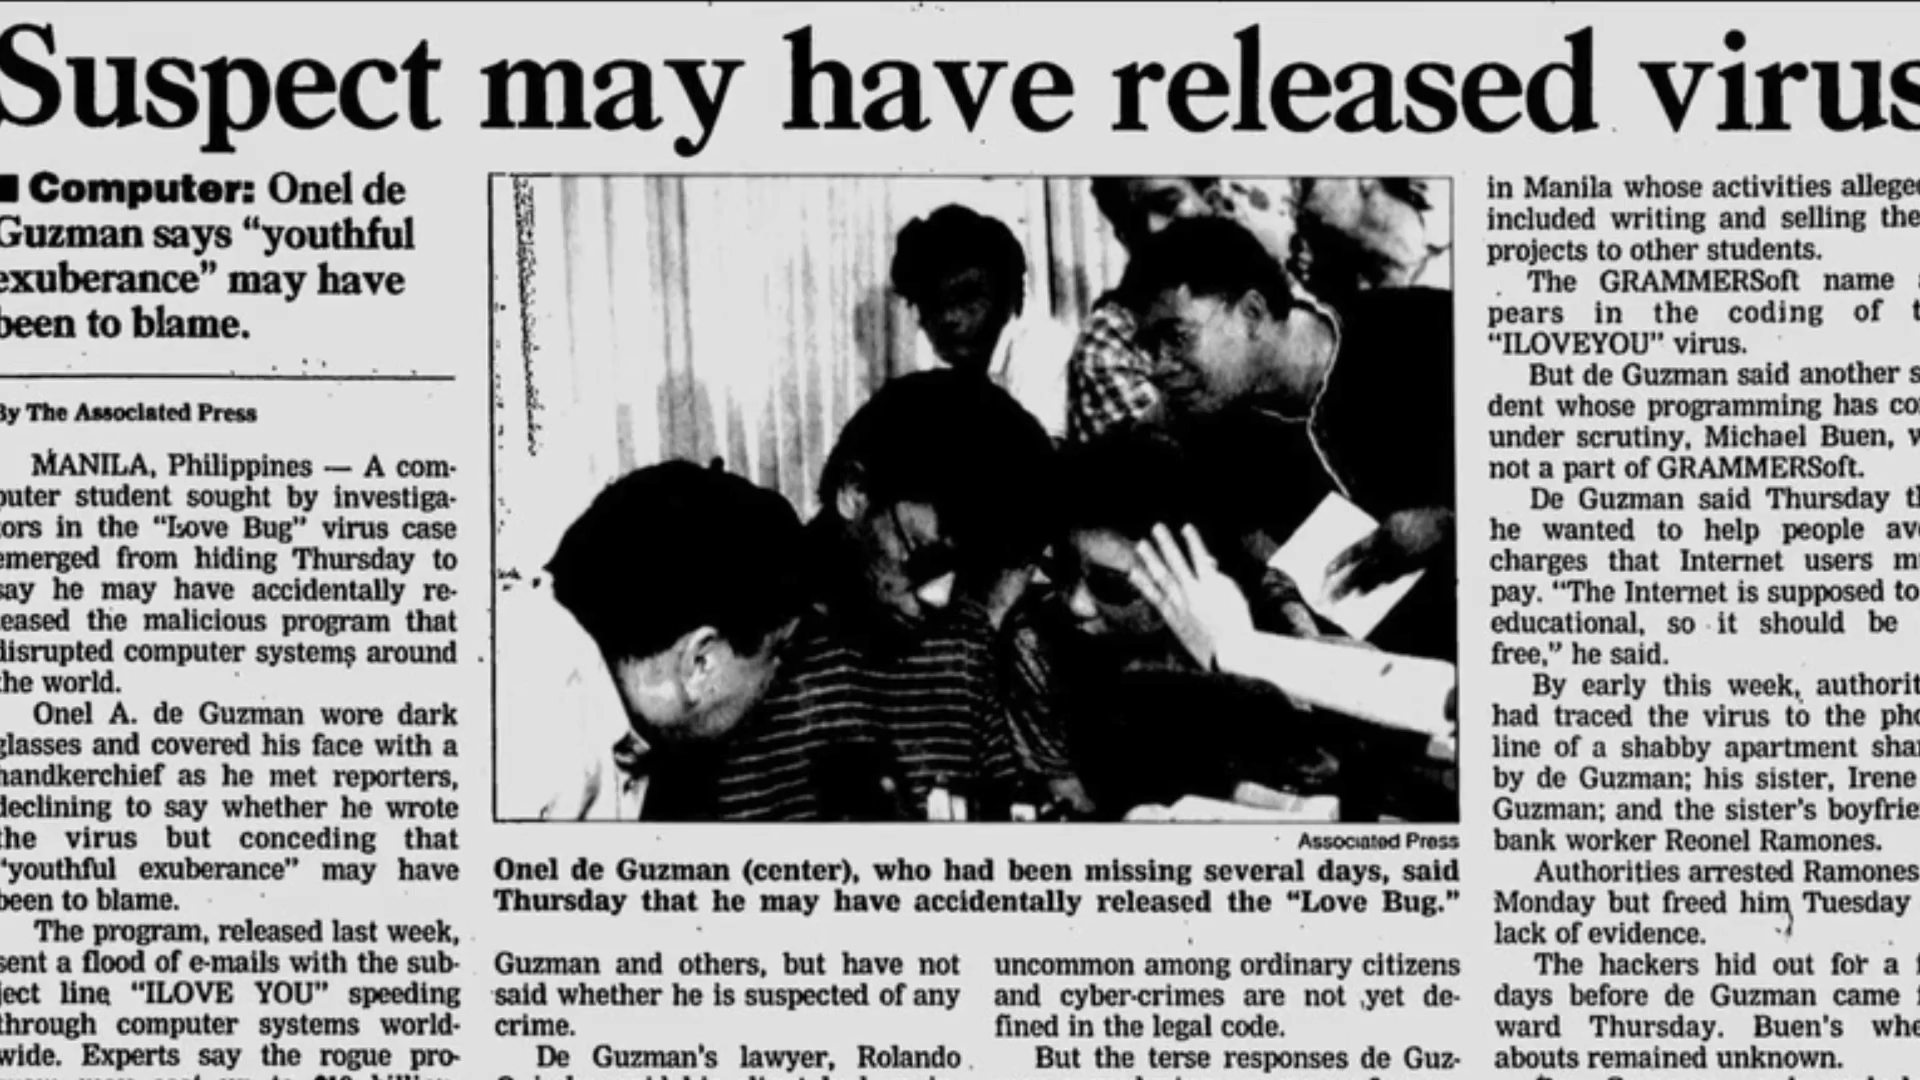 Suspect may have released virus
Computer: Onel de
Guzman says “youthful
exuberance” may have
been to blame.
By The Associated Press
MANILA, Philippines — A com-
puter student sought by investiga-
tors in the “Love Bug” virus case
emerged from hiding Thursday to
say he may have accidentally re-
leased the malicious program that
disrupted computer systems around
the world.
Onel A. de Guzman wore dark
glasses and covered his face with a
handkerchief as he met reporters,
declining to say whether he wrote
the virus but conceding that
“youthful exuberance” may have
been to blame.
The program, released last week,
sent a flood of e-mails with the sub-
ject line “ILOVE YOU” speeding
through computer systems world-
wide. Experts say the rogue pro-
Associated Press
Onel de Guzman (center), who had been missing several days, said
Thursday that he may have accidentally released the “Love Bug.”
Guzman and others, but have not
said whether he is suspected of any
crime.
De Guzman’s lawyer, Rolando
uncommon among ordinary citizens
and cyber-crimes are not yet de-
fined in the legal code.
But the terse responses de Guz-
in Manila whose activities alleged
included writing and selling the
projects to other students.
The GRAMMERSoft name
pears in the coding of
“ILOVEYOU” virus.
But de Guzman said another
dent whose programming has
under scrutiny, Michael Buen,
not a part of GRAMMERSoft.
De Guzman said Thursday
he wanted to help people
charges that Internet users
pay. “The Internet is supposed to
educational, so it should be
free,” he said.
By early this week,
had traced the virus to the
line of a shabby apartment
by de Guzman; his sister, Irene
Guzman; and the sister’s
bank worker Reonel Ramones.
Authorities arrested Ramones
Monday but freed him Tuesday
lack of evidence.
The hackers hid out for a
days before de Guzman came
ward Thursday. Buen’s
abouts remained unknown.